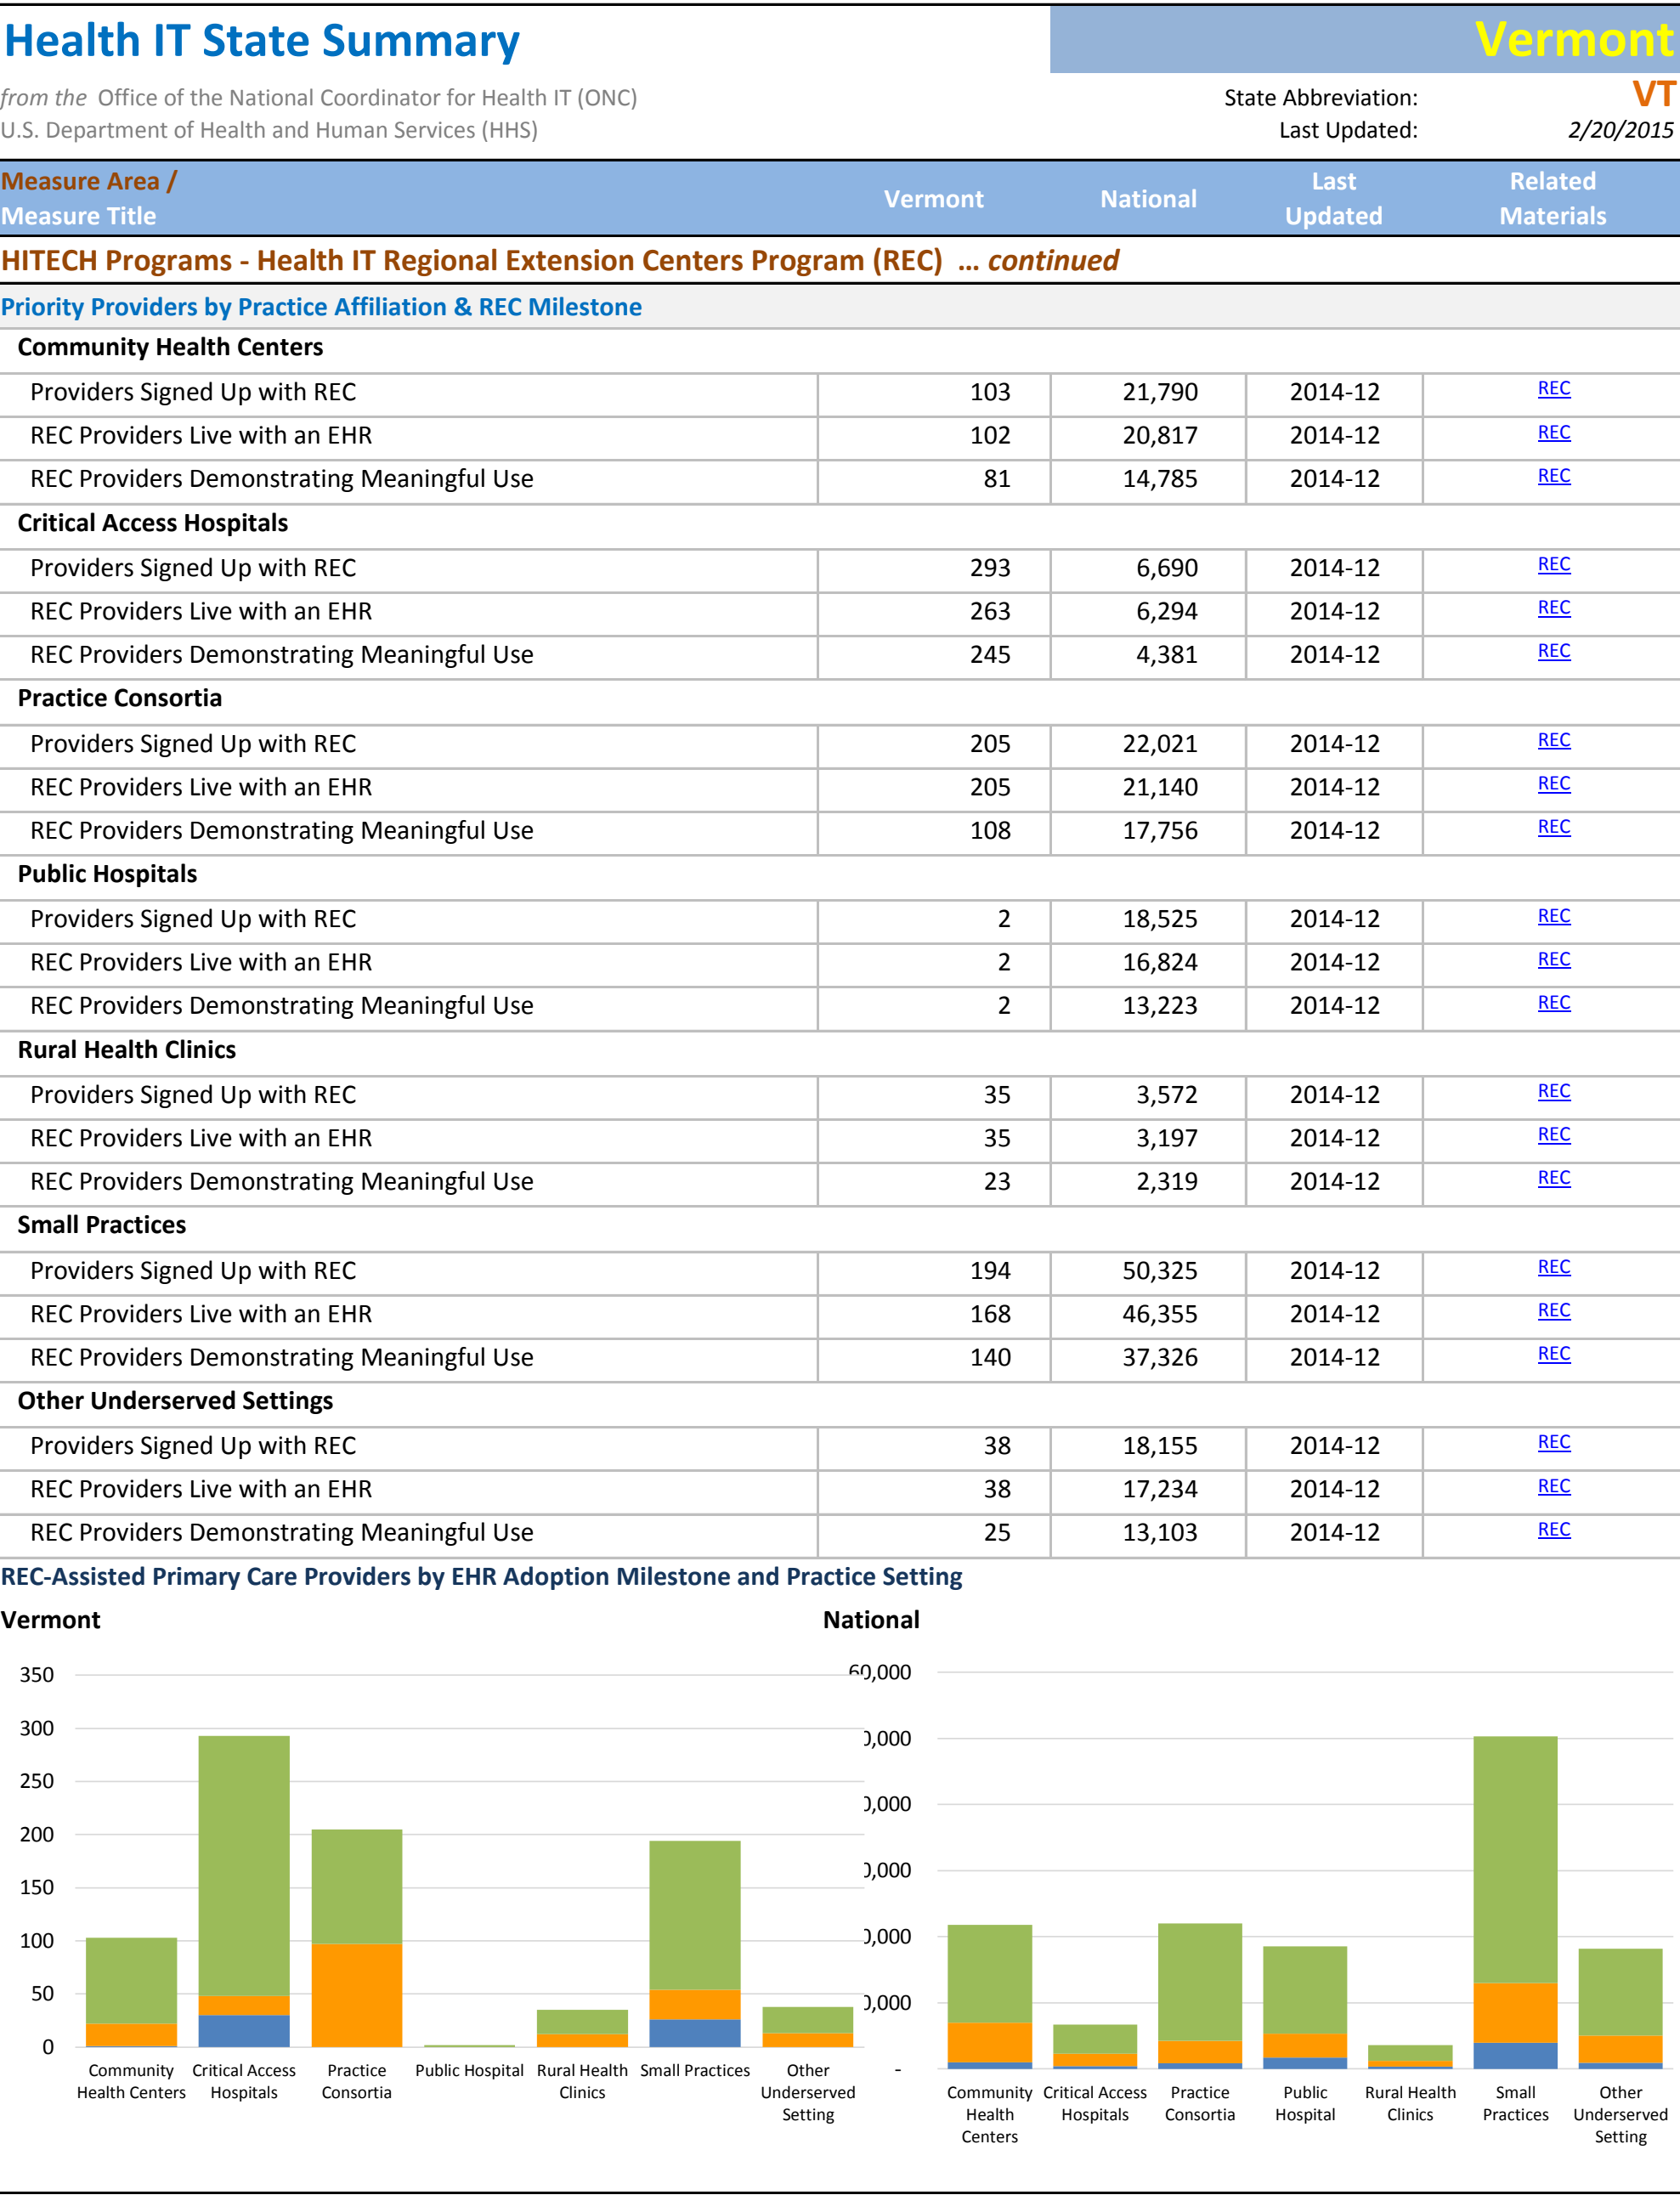 Health IT State Summary
Vermont
from the Office of the National Coordinator for Health IT (ONC)
State Abbreviation: VT
U.S. Department of Health and Human Services (HHS)
Last Updated: 2/20/2015
Measure Area /
Measure Title
Vermont
National
Last
Updated
Related
Materials
HITECH Programs - Health IT Regional Extension Centers Program (REC) ... continued
Priority Providers by Practice Affiliation & REC Milestone
Community Health Centers
Providers Signed Up with REC 103 21,790 2014-12 REC
REC Providers Live with an EHR 102 20,817 2014-12 REC
REC Providers Demonstrating Meaningful Use 81 14,785 2014-12 REC
Critical Access Hospitals
Providers Signed Up with REC 293 6,690 2014-12 REC
REC Providers Live with an EHR 263 6,294 2014-12 REC
REC Providers Demonstrating Meaningful Use 245 4,381 2014-12 REC
Practice Consortia
Providers Signed Up with REC 205 22,021 2014-12 REC
REC Providers Live with an EHR 205 21,140 2014-12 REC
REC Providers Demonstrating Meaningful Use 108 17,756 2014-12 REC
Public Hospitals
Providers Signed Up with REC 2 18,525 2014-12 REC
REC Providers Live with an EHR 2 16,824 2014-12 REC
REC Providers Demonstrating Meaningful Use 2 13,223 2014-12 REC
Rural Health Clinics
Providers Signed Up with REC 35 3,572 2014-12 REC
REC Providers Live with an EHR 35 3,197 2014-12 REC
REC Providers Demonstrating Meaningful Use 23 2,319 2014-12 REC
Small Practices
Providers Signed Up with REC 194 50,325 2014-12 REC
REC Providers Live with an EHR 168 46,355 2014-12 REC
REC Providers Demonstrating Meaningful Use 140 37,326 2014-12 REC
Other Underserved Settings
Providers Signed Up with REC 38 18,155 2014-12 REC
REC Providers Live with an EHR 38 17,234 2014-12 REC
REC Providers Demonstrating Meaningful Use 25 13,103 2014-12 REC
REC-Assisted Primary Care Providers by EHR Adoption Milestone and Practice Setting
Vermont
350
300
250
200
150
100
50
0
Community
Health Centers
Critical Access
Hospitals
Practice
Consortia
Public Hospital
Rural Health
Clinics
Small Practices
Other
Underserved
Setting
National
60,000
0,000
0,000
0,000
0,000
0,000
-
Community
Health
Centers
Critical Access
Hospitals
Practice
Consortia
Public
Hospital
Rural Health
Clinics
Small
Practices
Other
Underserved
Setting